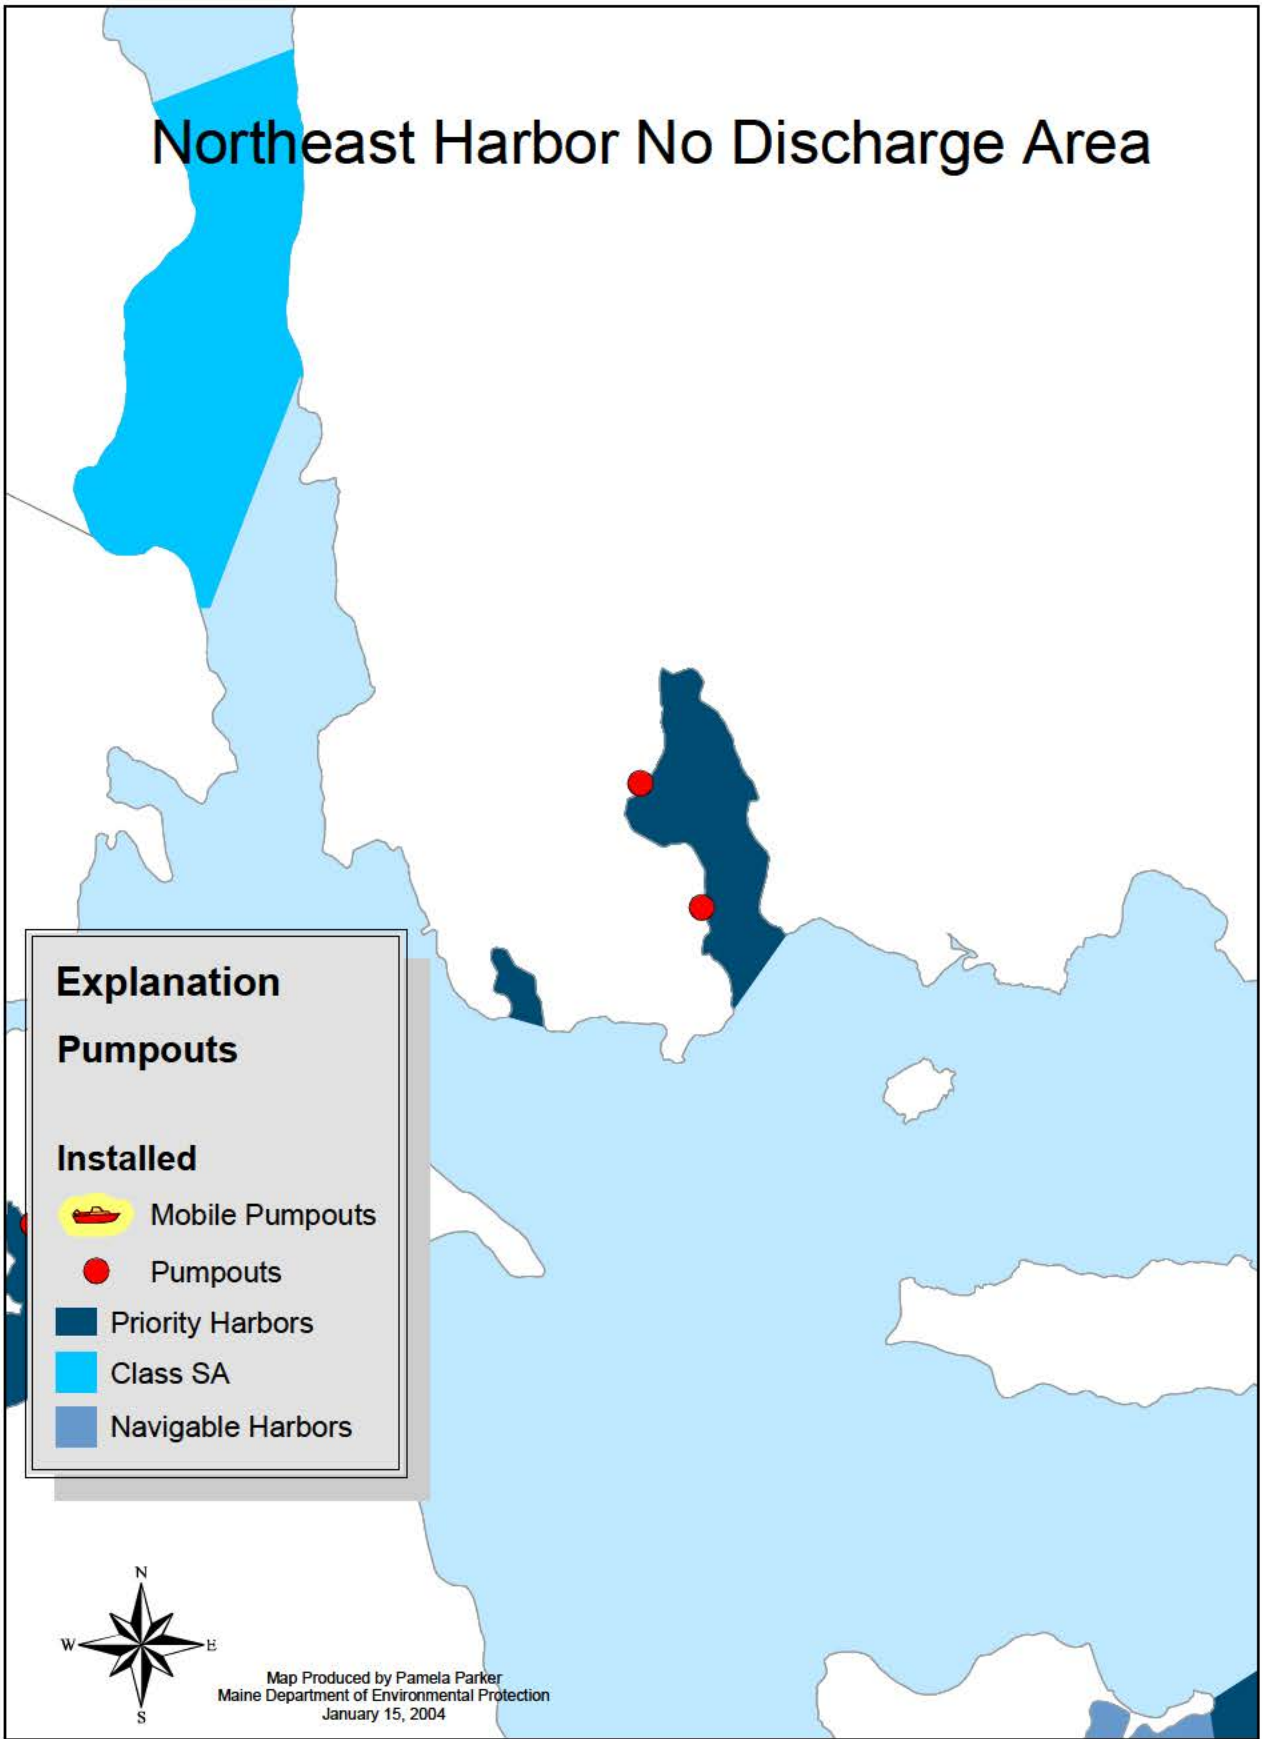 Northeast Harbor No Discharge Area
Explanation
Pumpouts
Installed
Mobile Pumpouts
Pumpouts
Priority Harbors
Class SA
Navigable Harbors
N
W E
S
Map Produced by Pamela Parker
Maine Department of Environmental Protection
January 15, 2004